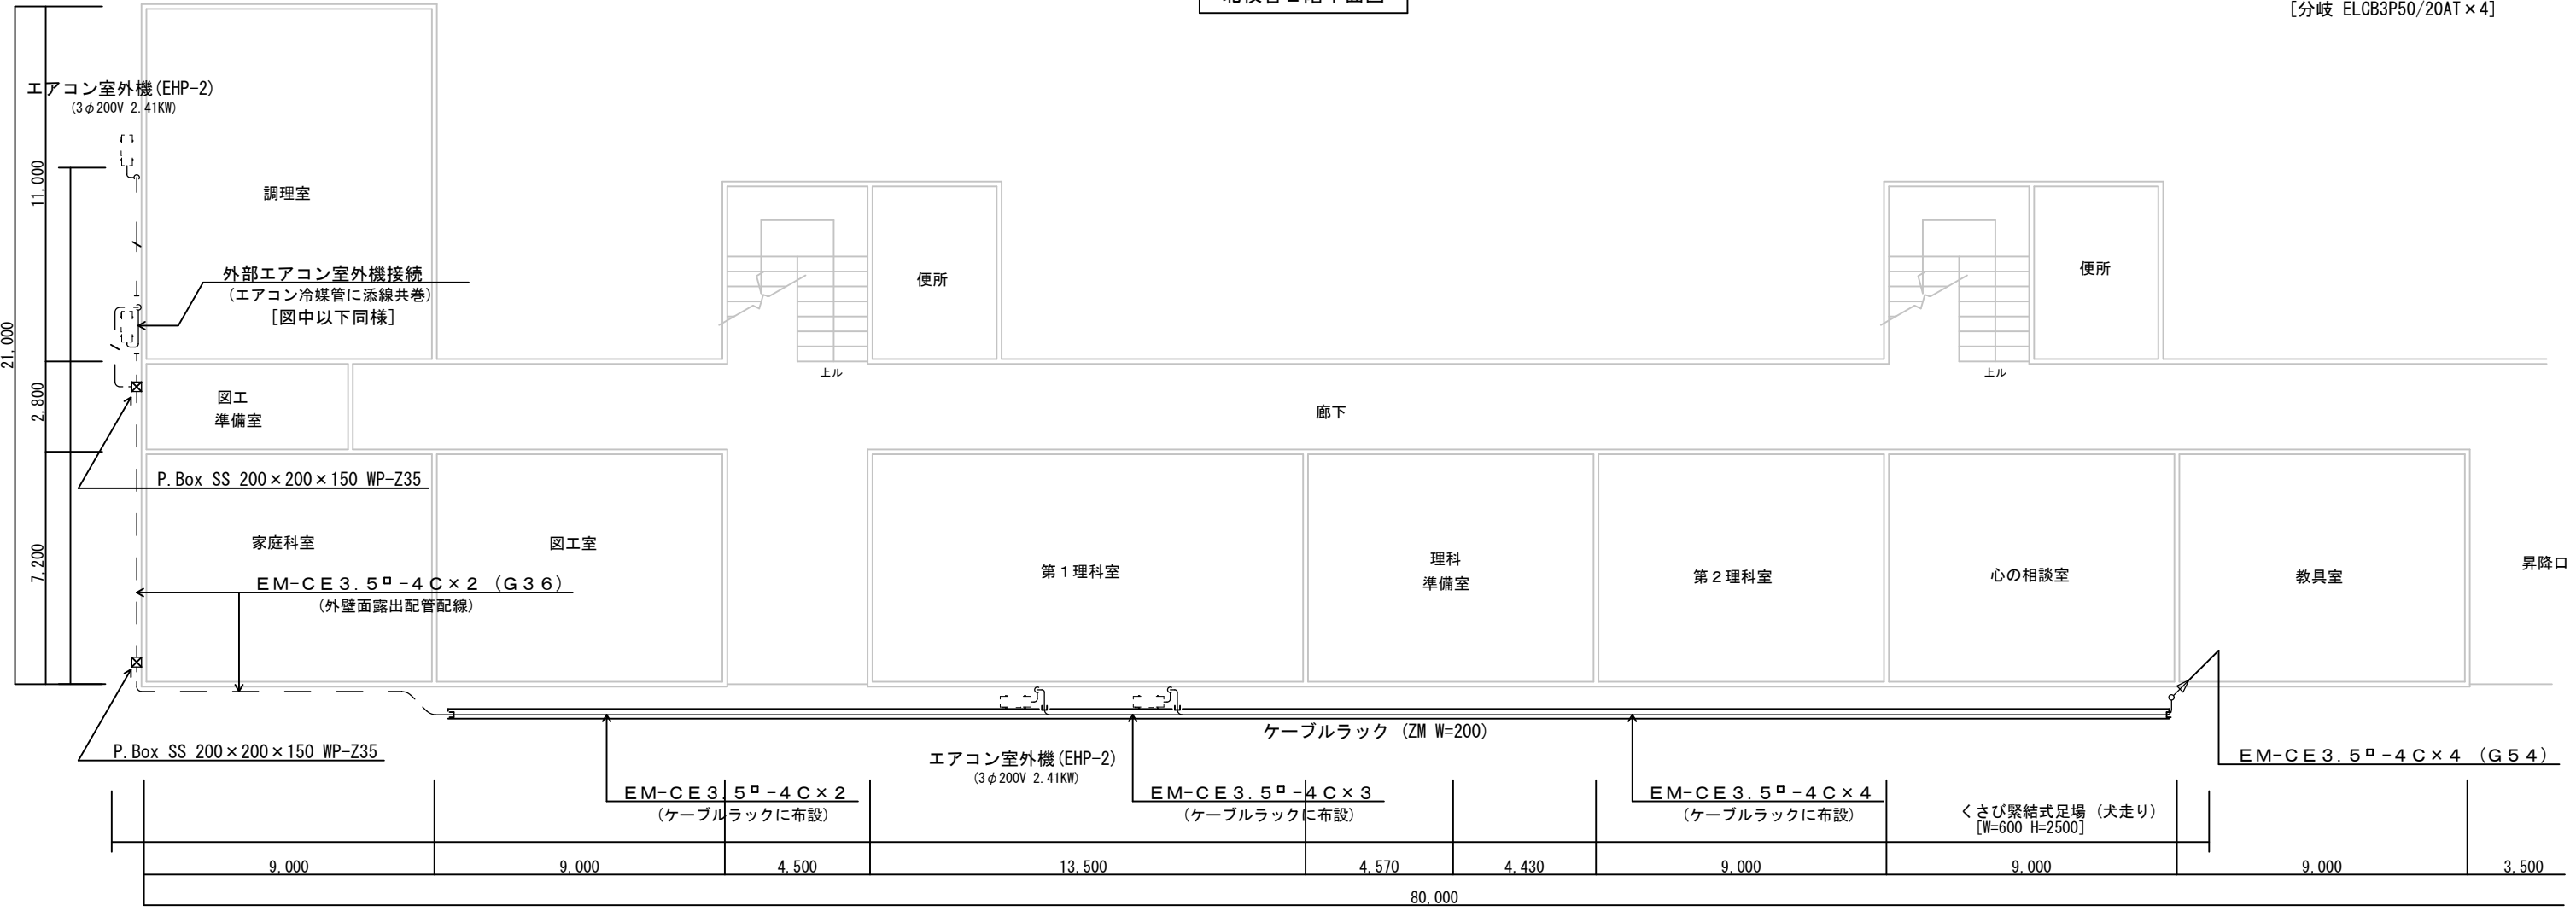 [分岐 ELCB3P50/20AT×4]
エアコン室外機(EHP-2)
(3φ200V 2.41KW)
11,000
調理室
外部エアコン室外機接続
(エアコン冷媒管に添線共巻)
[図中以下同様]
便所
便所
21,000
上ル
上ル
2,800
図工
準備室
廊下
P.Box SS 200×200×150 WP-Z35
家庭科室
図工室
第1理科室
理科
準備室
第2理科室
心の相談室
教具室
昇降口
7,200
EM-CE3.5□-4C×2 (G36)
(外壁面露出配管配線)
ケーブルラック (ZM W=200)
P.Box SS 200×200×150 WP-Z35
エアコン室外機(EHP-2)
(3φ200V 2.41KW)
EM-CE3.5□-4C×4 (G54)
EM-CE3.5□-4C×2
(ケーブルラックに布設)
EM-CE3.5□-4C×3
(ケーブルラックに布設)
EM-CE3.5□-4C×4
(ケーブルラックに布設)
くさび緊結式足場 (犬走り)
[W=600 H=2500]
9,000
9,000
4,500
13,500
4,570
4,430
9,000
9,000
9,000
3,500
80,000